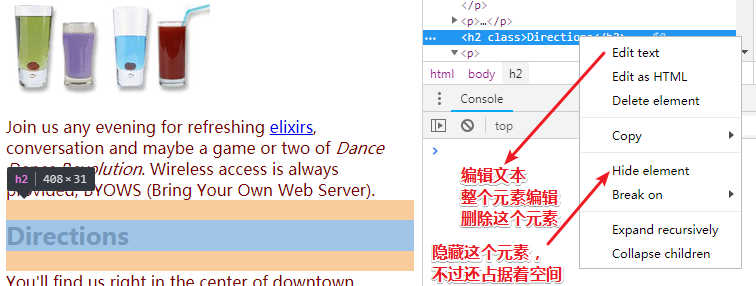 Join us any evening for refreshing elixirs,
conversation and maybe a game or two of Dance
Dance Revolution. Wireless access is always
provided; BYOWS (Bring Your Own Web Server).
h2 | 408 × 31
Directions
You'll find us right in the center of downtown
</p>
▶<p>…</p>
<h2 class>Directions</h2> == $0
▶<p>
html body h2
Console
top
Edit text
Edit as HTML
Delete element
Copy
Hide element
Break on
Expand recursively
Collapse children
编辑文本
整个元素编辑
删除这个元素
隐藏这个元素，
不过还占据着空间